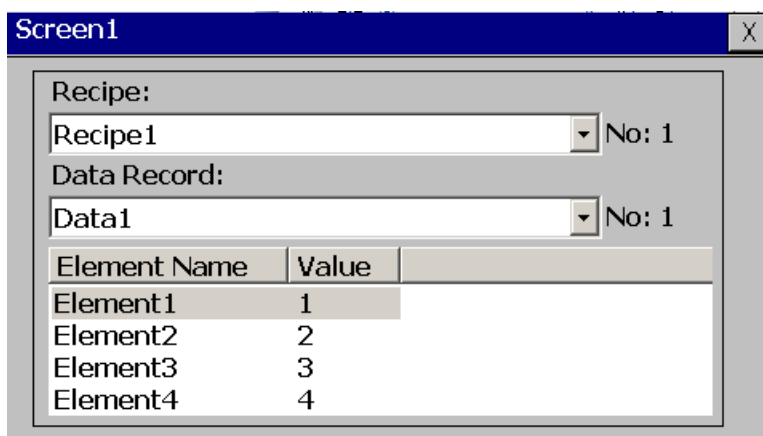 Screen1 X
Recipe:
Recipe1 No: 1
Data Record:
Data1 No: 1
Element Name Value
Element1 1
Element2 2
Element3 3
Element4 4